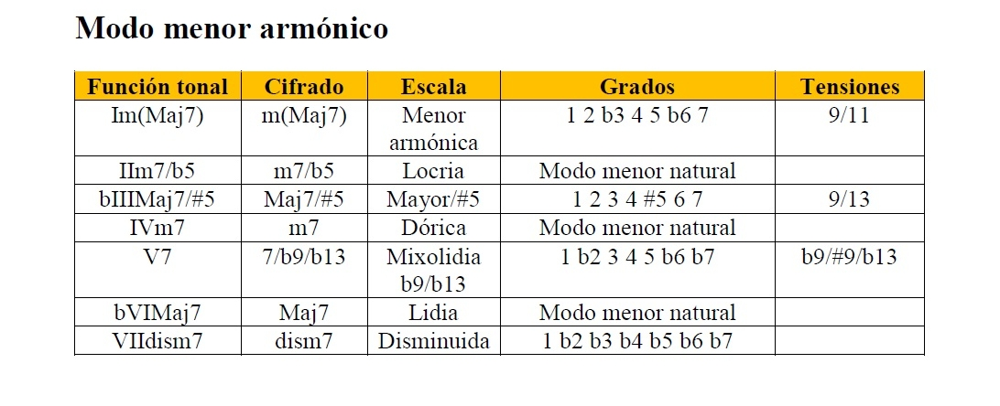 Modo menor armónico
Función tonal Cifrado Escala Grados Tensiones
Im(Maj7) m(Maj7) Menor armónica 1 2 b3 4 5 b6 7 9/11
IIm7/b5 m7/b5 Locria Modo menor natural
bIIIMaj7/#5 Maj7/#5 Mayor/#5 1 2 3 4 #5 6 7 9/13
IVm7 m7 Dórica Modo menor natural
V7 7/b9/b13 Mixolidia b9/b13 1 b2 3 4 5 b6 b7 b9/#9/b13
bVIMaj7 Maj7 Lidia Modo menor natural
VIIdism7 dism7 Disminuida 1 b2 b3 b4 b5 b6 b7